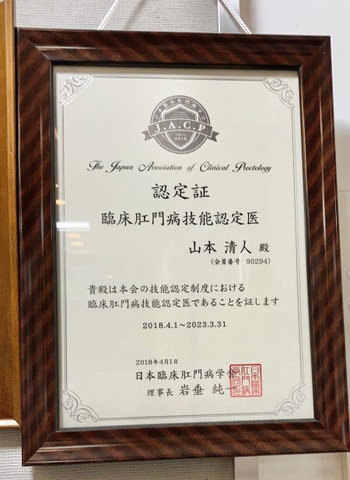 J.A.C.P
2016
The Japan Association of Clinical Proctology
認定証
臨床肛門病技能認定医
山本 清人 殿
(会員番号 90294)
貴殿は本会の技能認定制度における
臨床肛門病技能認定医であることを証します
2018.4.1～2023.3.31
2018年4月1日
日本臨床肛門病学会
理事長 岩垂 純一